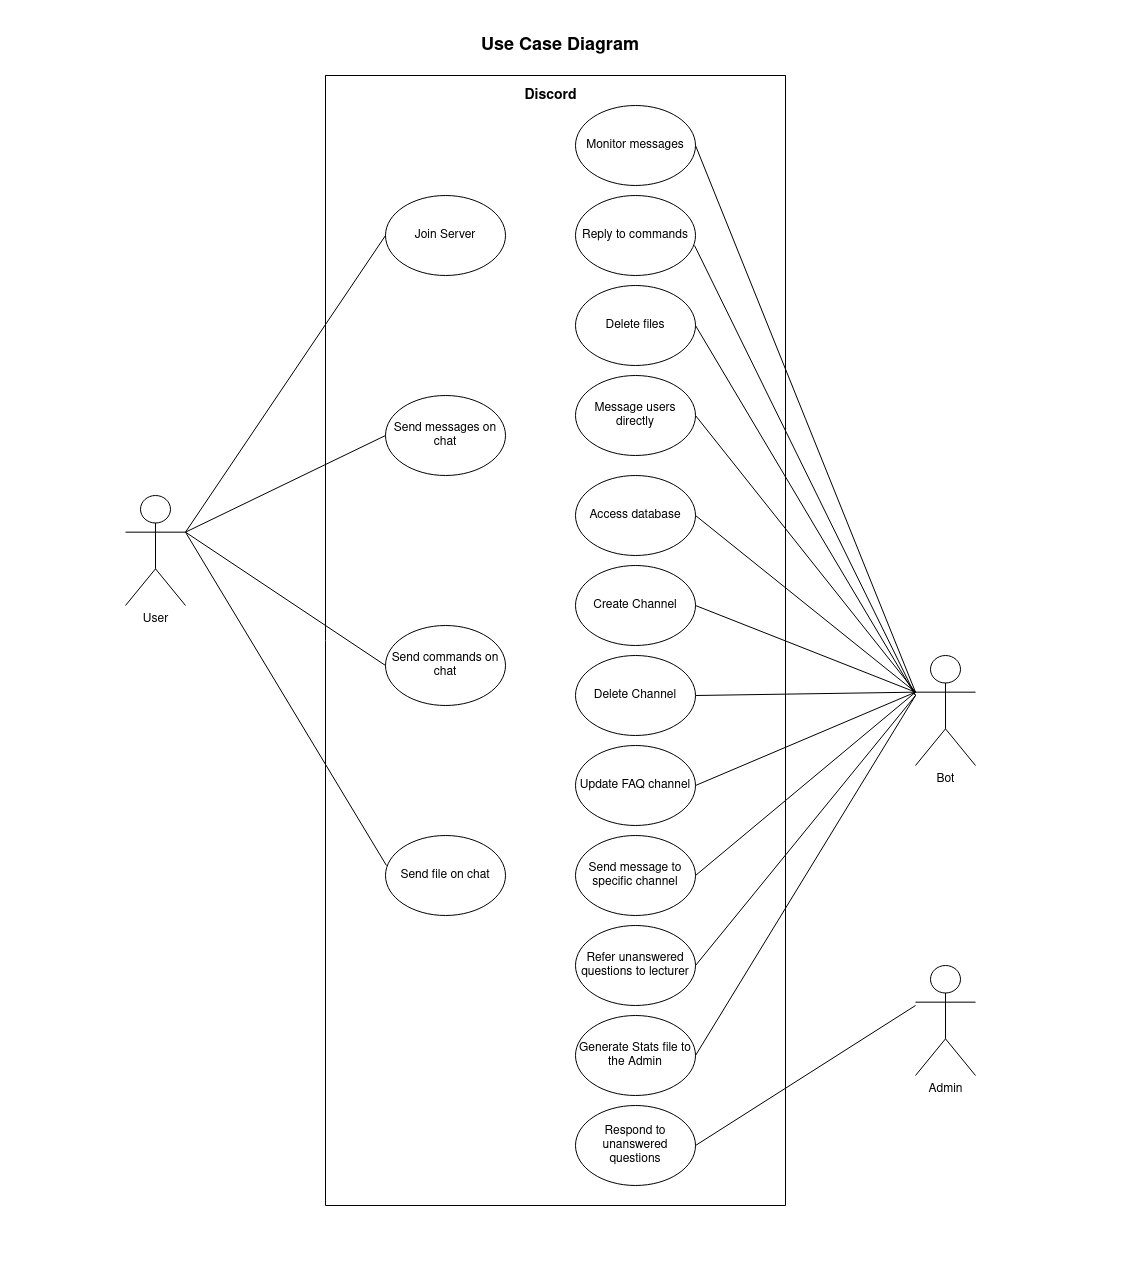 Use Case Diagram
Discord
Monitor messages
Join Server
Reply to commands
Delete files
Message users
directly
Send messages on
chat
Access database
User
Create Channel
Send commands on
chat
Delete Channel
Bot
Update FAQ channel
Send file on chat
Send message to
specific channel
Refer unanswered
questions to lecturer
Generate Stats file to
the Admin
Admin
Respond to
unanswered
questions